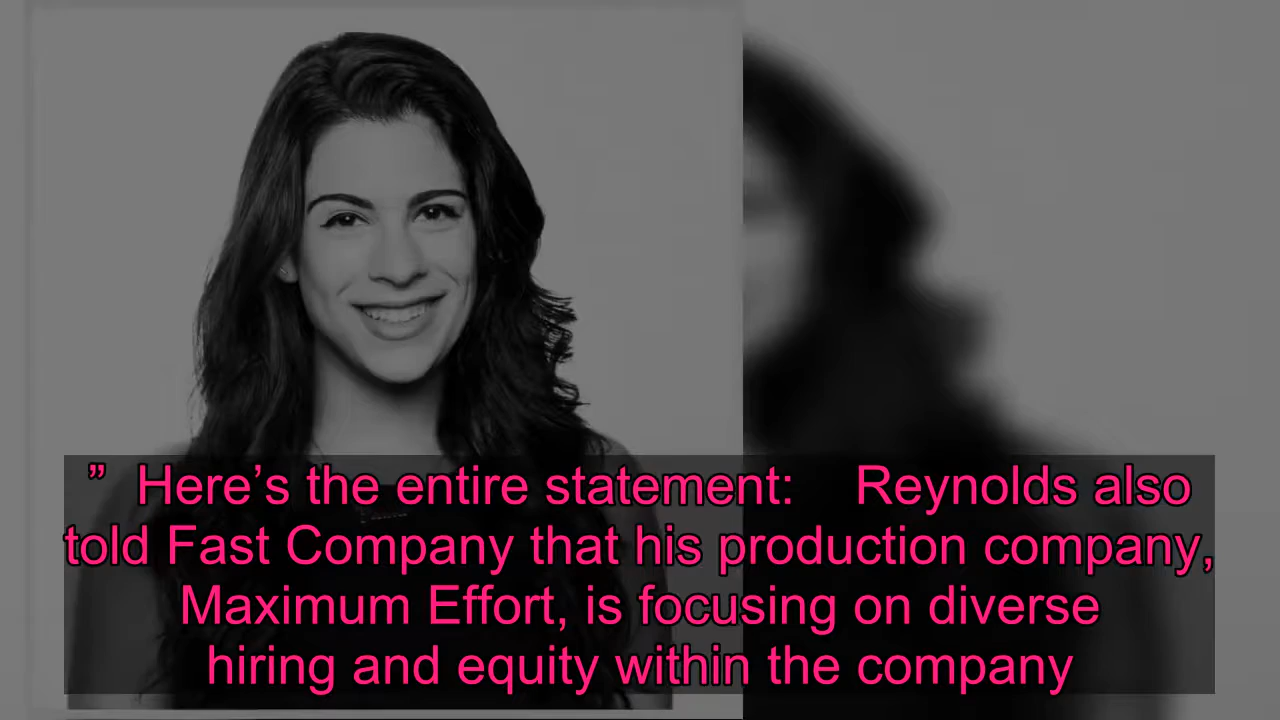 ” Here’s the entire statement: Reynolds also
told Fast Company that his production company,
Maximum Effort, is focusing on diverse
hiring and equity within the company